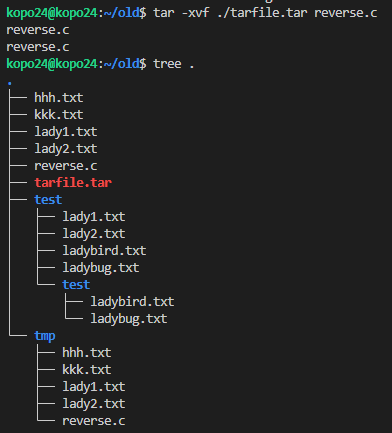 kopo24@kopo24:~/old$ tar -xvf ./tarfile.tar reverse.c
reverse.c
reverse.c
kopo24@kopo24:~/old$ tree .
.
├── hhh.txt
├── kkk.txt
├── lady1.txt
├── lady2.txt
├── reverse.c
├── tarfile.tar
├── test
│   ├── lady1.txt
│   ├── lady2.txt
│   ├── ladybird.txt
│   ├── ladybug.txt
│   └── test
│       ├── ladybird.txt
│       └── ladybug.txt
└── tmp
    ├── hhh.txt
    ├── kkk.txt
    ├── lady1.txt
    ├── lady2.txt
    └── reverse.c